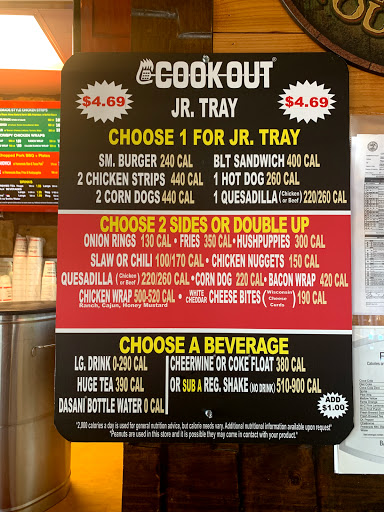 COOKOUT®
$4.69
JR. TRAY
$4.69
CHOOSE 1 FOR JR. TRAY
SM. BURGER 240 CAL
BLT SANDWICH 400 CAL
2 CHICKEN STRIPS 440 CAL
1 HOT DOG 260 CAL
2 CORN DOGS 440 CAL
1 QUESADILLA (Chicken or Beef) 220/260 CAL
CHOOSE 2 SIDES OR DOUBLE UP
ONION RINGS 130 CAL • FRIES 350 CAL • HUSHPUPPIES 300 CAL
SLAW OR CHILI 100/170 CAL • CHICKEN NUGGETS 150 CAL
QUESADILLA (Chicken or Beef) 220/260 CAL • CORN DOG 220 CAL • BACON WRAP 420 CAL
CHICKEN WRAP 500-520 CAL • WHITE CHEDDAR CHEESE BITES (Wisconsin Cheese Curds) 190 CAL
Ranch, Cajun, Honey Mustard
CHOOSE A BEVERAGE
LG. DRINK 0-290 CAL
CHEERWINE OR COKE FLOAT 380 CAL
HUGE TEA 390 CAL
OR SUB A REG. SHAKE (NO DRINK) 510-900 CAL
DASANI BOTTLE WATER 0 CAL
ADD $1.00
"2,000 calories a day is used for general nutrition advice, but calorie needs vary. Additional nutritional information available upon request"
"Peanuts are used in this store and it is possible they may come in contact with your product."